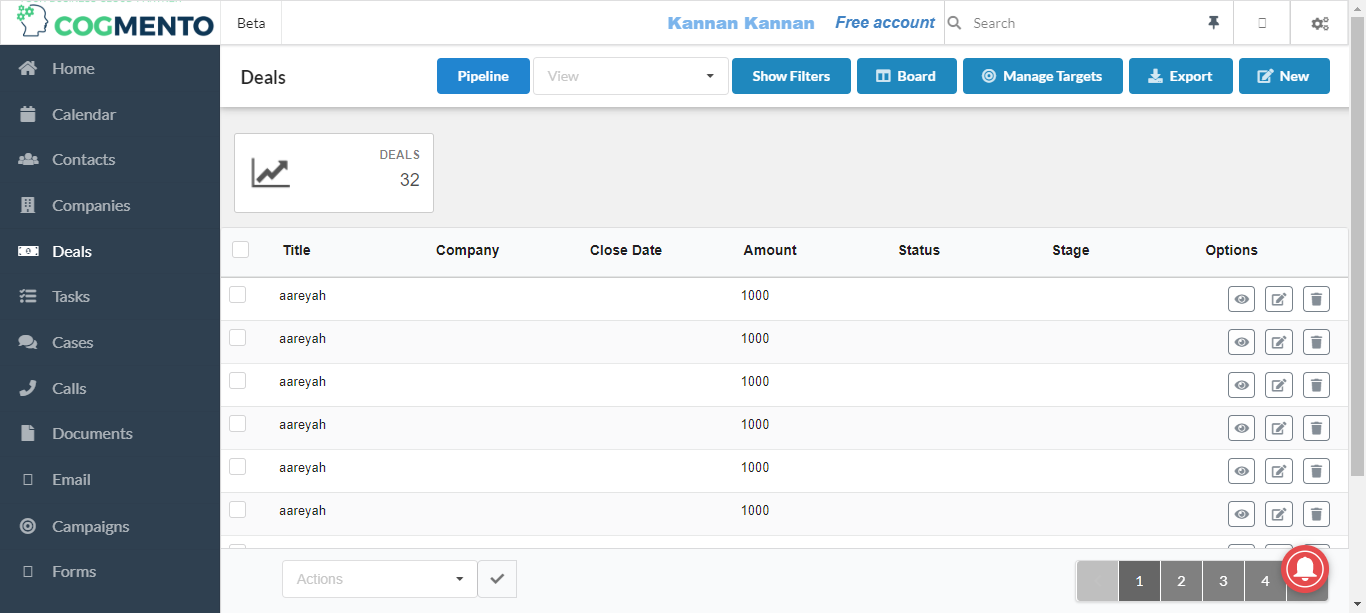 COGMENTO
Beta
Kannan Kannan
Free account
Search
Home
Calendar
Contacts
Companies
Deals
Tasks
Cases
Calls
Documents
Email
Campaigns
Forms
Deals
Pipeline
View
Show Filters
Board
Manage Targets
Export
New
DEALS
32
Title Company Close Date Amount Status Stage Options
aareyah 1000
aareyah 1000
aareyah 1000
aareyah 1000
aareyah 1000
aareyah 1000
Actions
1 2 3 4